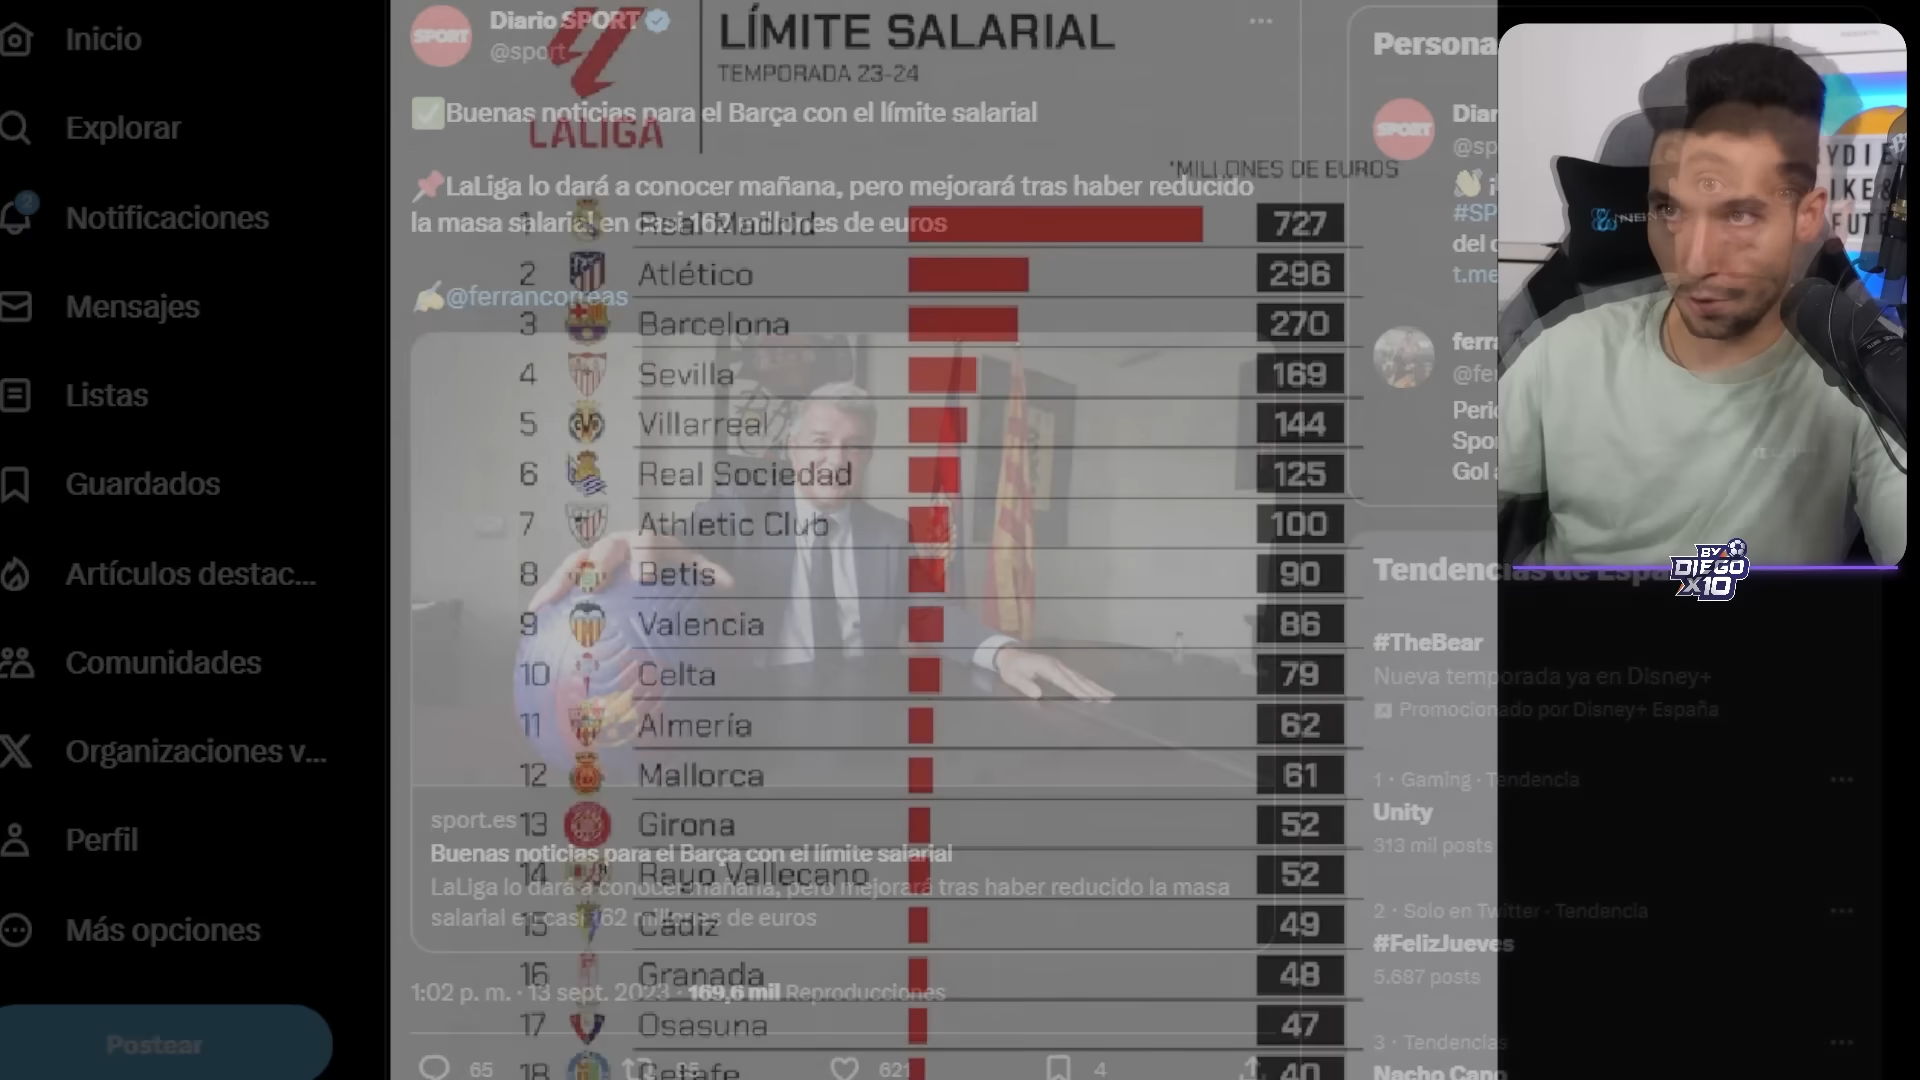 Inicio
Explorar
2
Notificaciones
Mensajes
Listas
Guardados
Artículos destac...
Comunidades
Organizaciones v...
Perfil
Más opciones
Postear
SPORT
Diario SPORT
@sport
Buenas noticias para el Barça con el límite salarial
LaLiga lo dará a conocer mañana, pero mejorará tras haber reducido
la masa salarial en casi 162 millones de euros
@ferrancorreas
sport.es
Buenas noticias para el Barça con el límite salarial
LaLiga lo dará a conocer mañana, pero mejorará tras haber reducido la masa
salarial en casi 162 millones de euros
1:02 p. m. · 13 sept. 2023 · 169,6 mil Reproducciones
65
621
4
LALIGA
LÍMITE SALARIAL
TEMPORADA 23-24
*MILLONES DE EUROS
1 Real Madrid 727
2 Atlético 296
3 Barcelona 270
4 Sevilla 169
5 Villarreal 144
6 Real Sociedad 125
7 Athletic Club 100
8 Betis 90
9 Valencia 86
10 Celta 79
11 Almería 62
12 Mallorca 61
13 Girona 52
14 Rayo Vallecano 52
15 Cádiz 49
16 Granada 48
17 Osasuna 47
18 Getafe 40
Persona
SPORT
Diar
@sp
#SP
del c
t.me
ferra
@fer
Peri
Spor
Gol a
Tendencias de España
#TheBear
Nueva temporada ya en Disney+
Promocionado por Disney+ España
1 · Gaming · Tendencia
Unity
313 mil posts
2 · Solo en Twitter · Tendencia
#FelizJueves
5.687 posts
3 · Tendencias
Nacho Cano
BY
DIEGO
X10